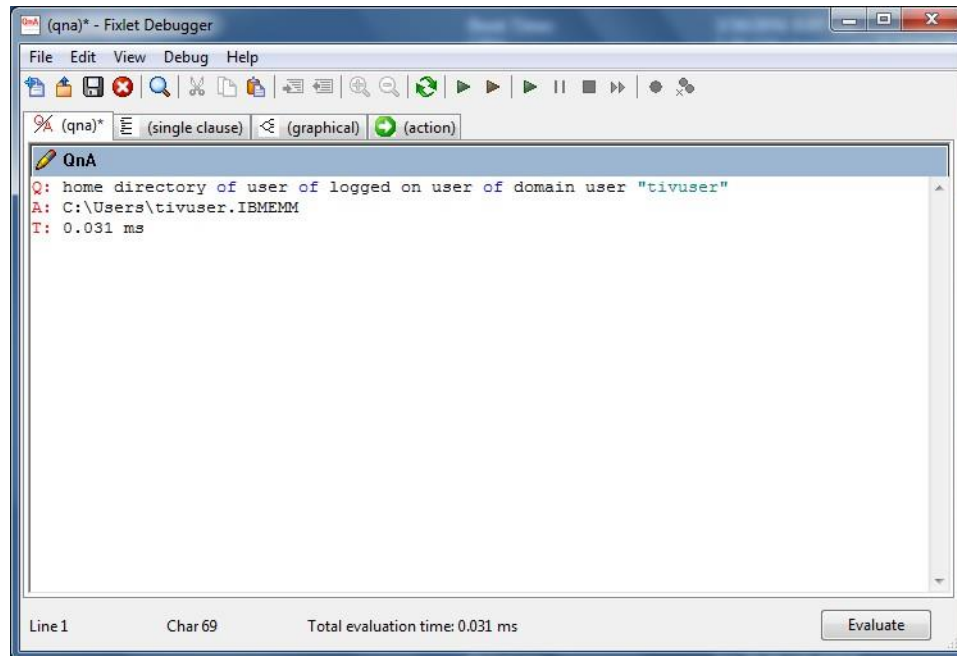 QnA (qna)* - Fixlet Debugger
File Edit View Debug Help
(qna)* (single clause) (graphical) (action)
QnA
Q: home directory of user of logged on user of domain user "tivuser"
A: C:\Users\tivuser.IBMEMM
T: 0.031 ms
Line 1 Char 69 Total evaluation time: 0.031 ms Evaluate